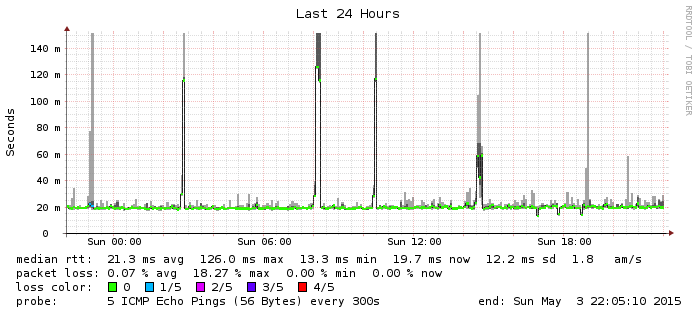 Last 24 Hours
RRDTOOL / TOBI OETIKER
Seconds
140 m
120 m
100 m
80 m
60 m
40 m
20 m
0
Sun 00:00 Sun 06:00 Sun 12:00 Sun 18:00
median rtt: 21.3 ms avg 126.0 ms max 13.3 ms min 19.7 ms now 12.2 ms sd 1.8 am/s
packet loss: 0.07 % avg 18.27 % max 0.00 % min 0.00 % now
loss color: 0 1/5 2/5 3/5 4/5
probe: 5 ICMP Echo Pings (56 Bytes) every 300s end: Sun May 3 22:05:10 2015